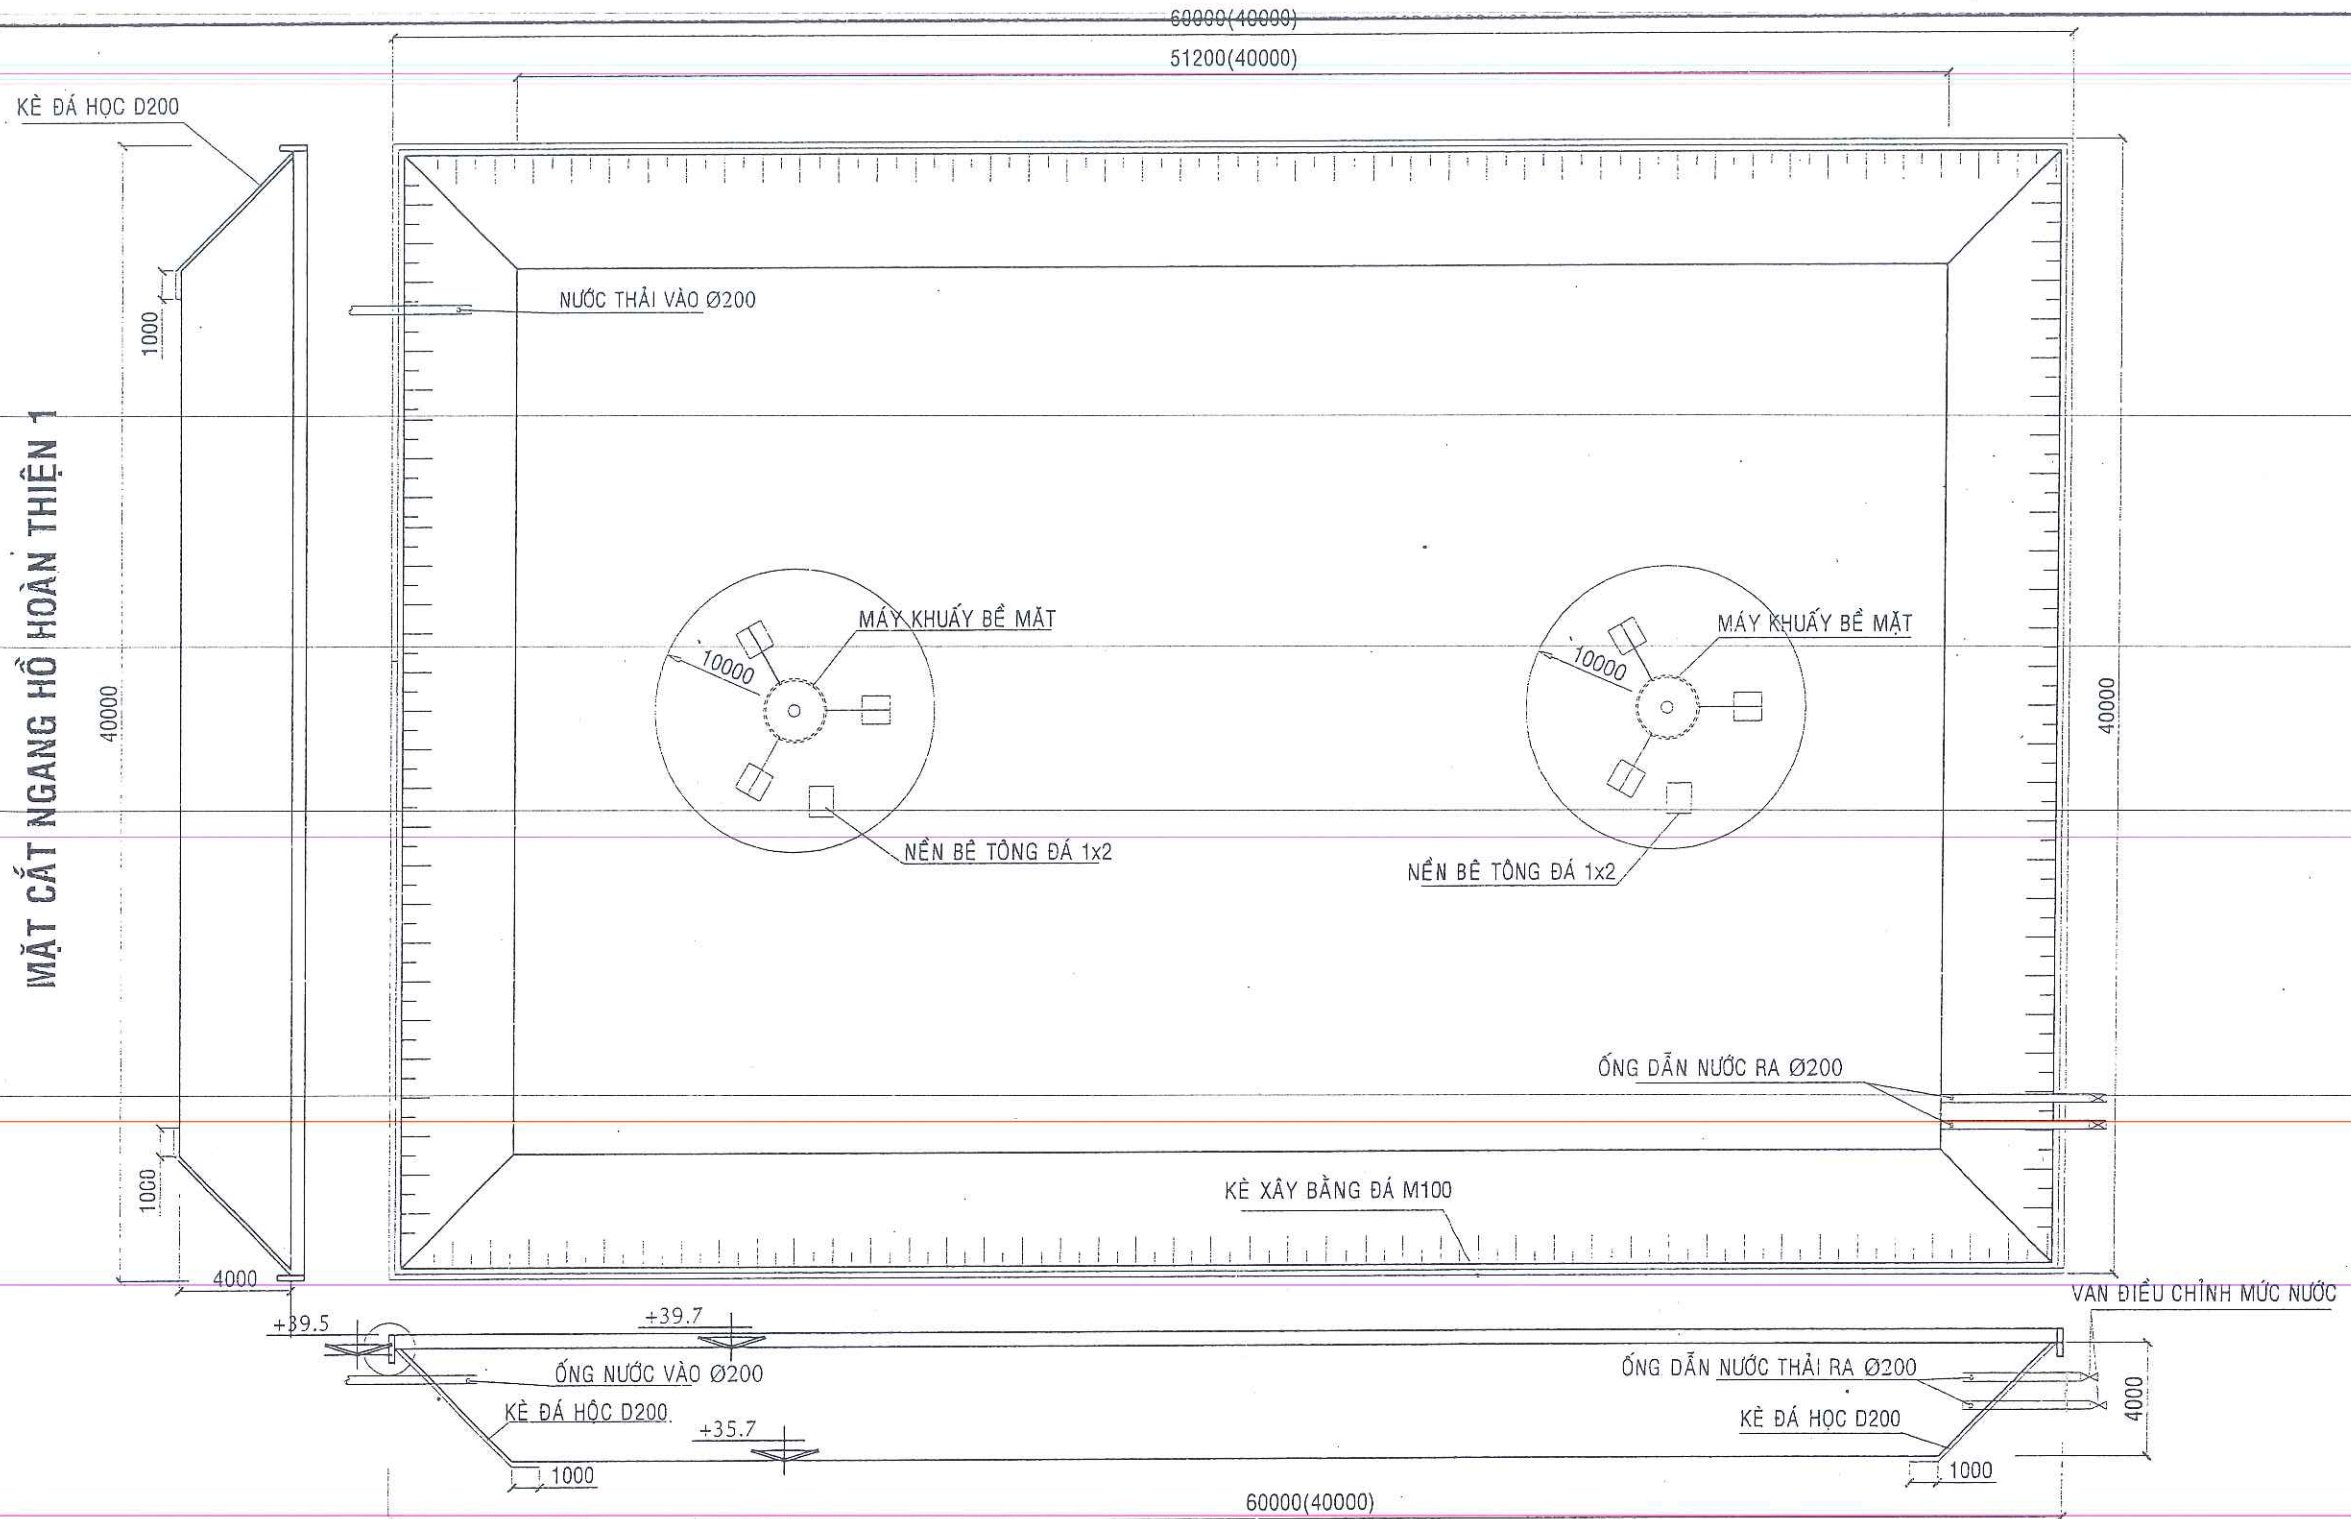 60000(40000)
51200(40000)
KÈ ĐÁ HỌC D200
NƯỚC THẢI VÀO Ø200
1000
MẶT CẮT NGANG HỒ HOÀN THIỆN 1
40000
MÁY KHUẤY BỀ MẶT
10000
MÁY KHUẤY BỀ MẶT
10000
40000
NỀN BÊ TÔNG ĐÁ 1x2
NỀN BÊ TÔNG ĐÁ 1x2
ỐNG DẪN NƯỚC RA Ø200
1000
KÈ XÂY BẰNG ĐÁ M100
4000
VAN ĐIỀU CHỈNH MỨC NƯỚC
+39.5
+39.7
ỐNG NƯỚC VÀO Ø200
ỐNG DẪN NƯỚC THẢI RA Ø200
KÈ ĐÁ HỘC D200
KÈ ĐÁ HỌC D200
4000
+35.7
1000
1000
60000(40000)